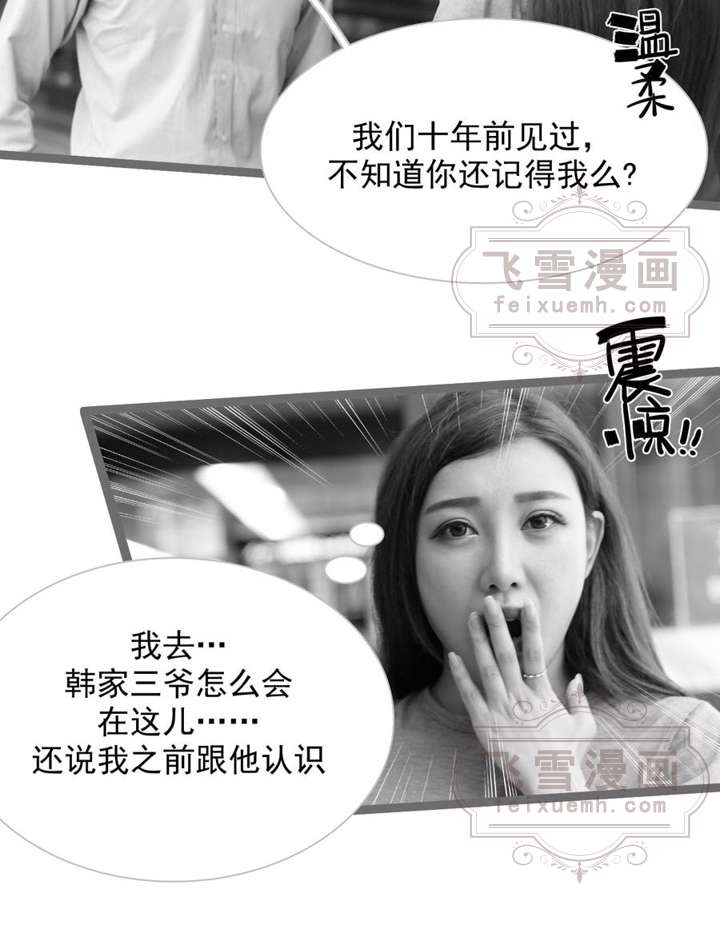 温柔
我们十年前见过，
不知道你还记得我么?
飞雪漫画
feixuemh.com
震惊!!
我去…
韩家三爷怎么会
在这儿……
还说我之前跟他认识
飞雪漫画
feixuemh.com